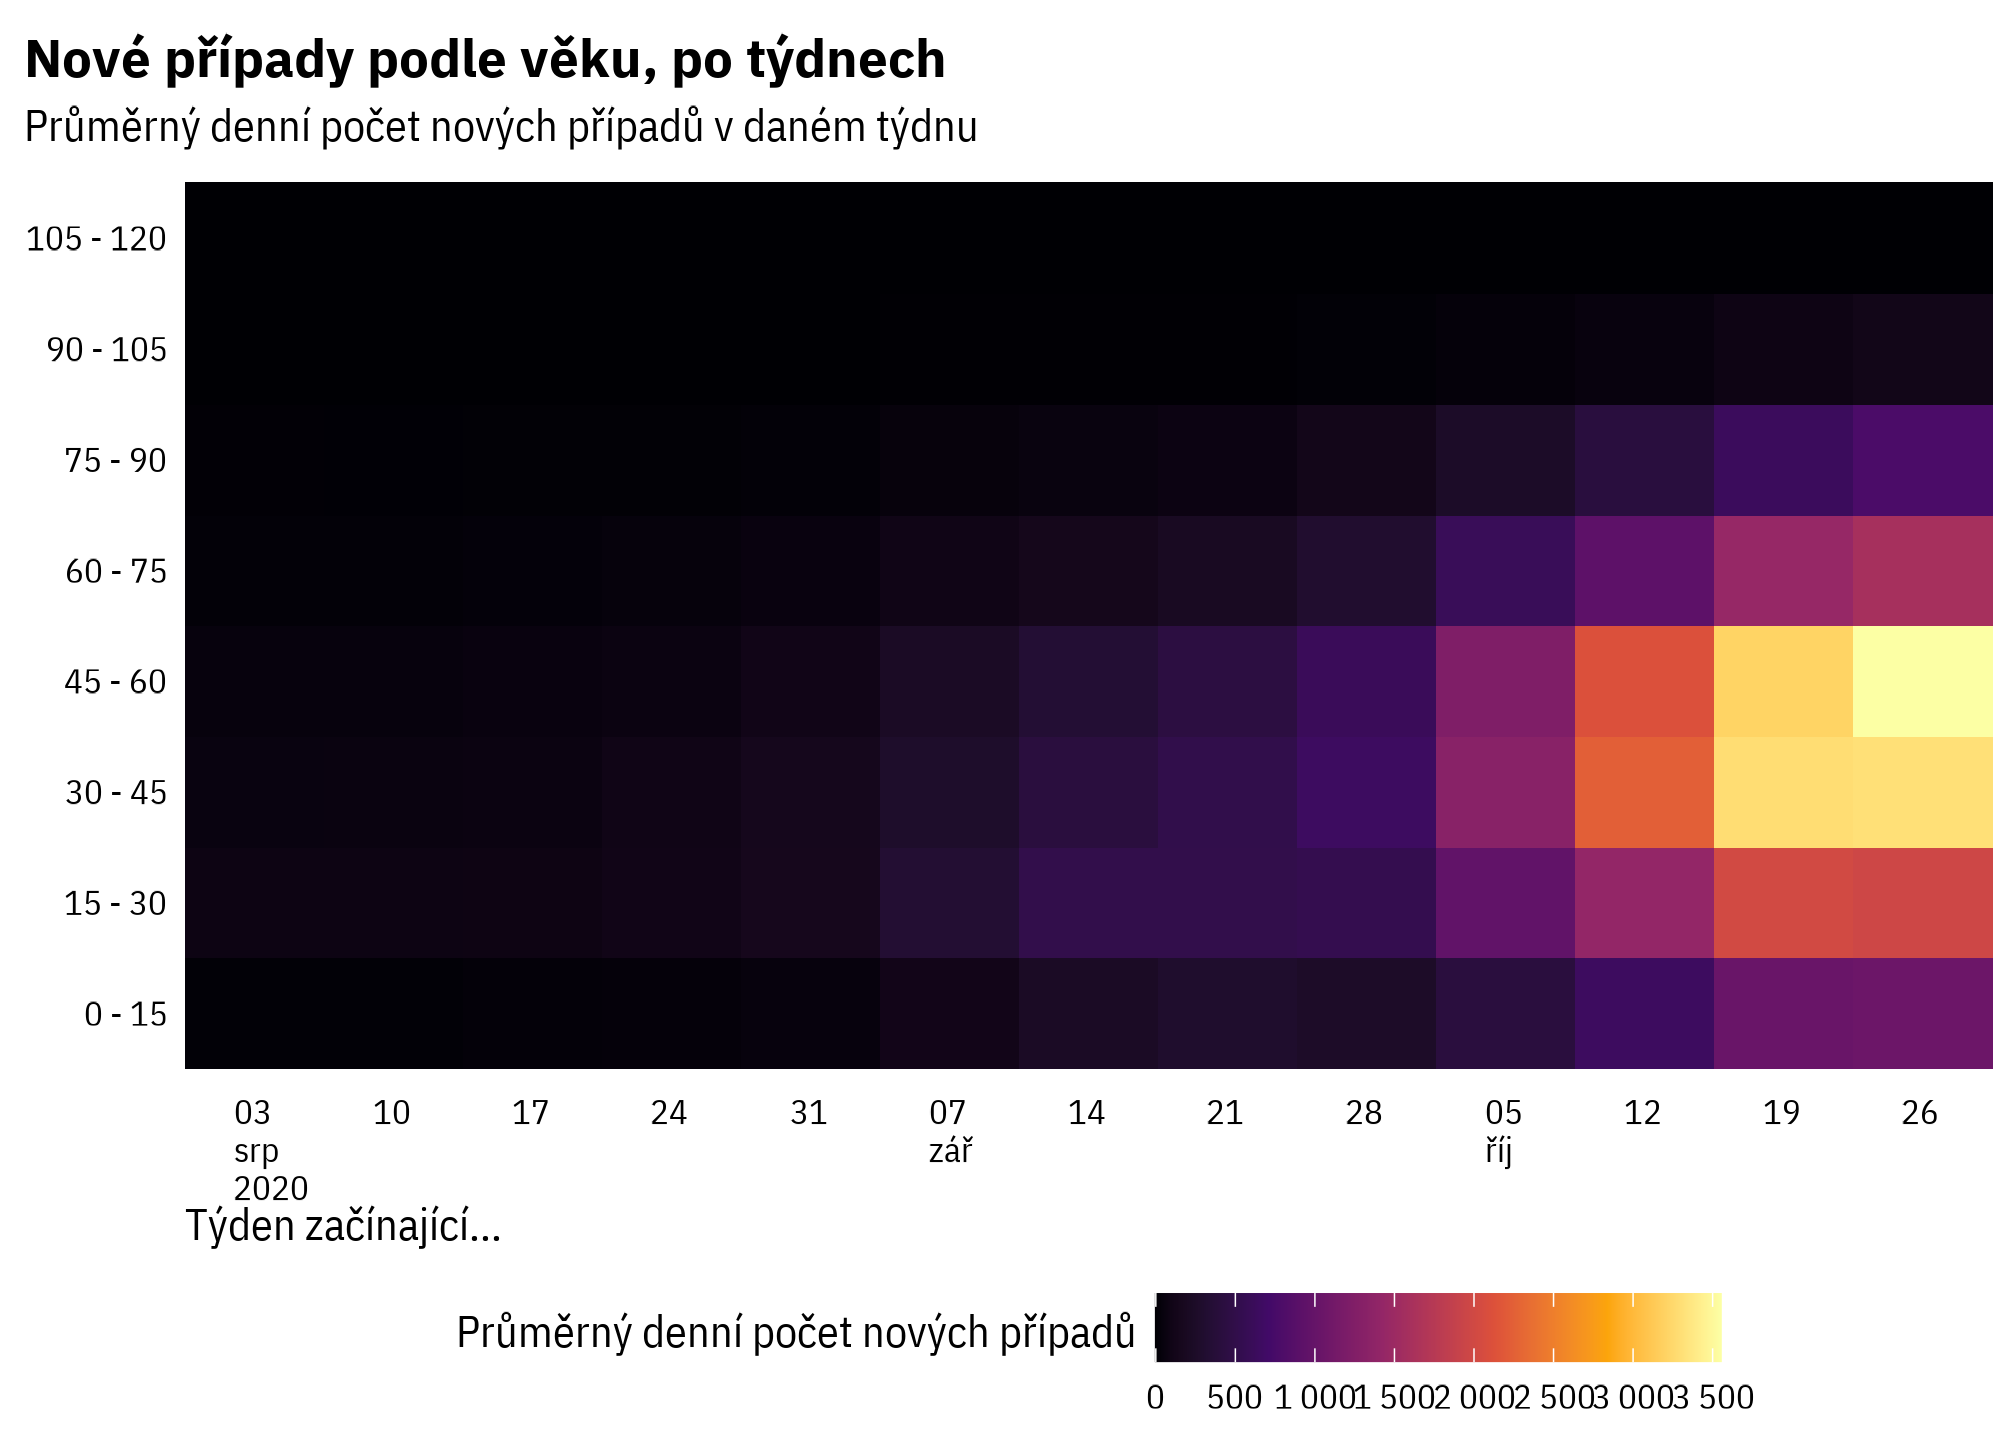 Nové případy podle věku, po týdnech
Průměrný denní počet nových případů v daném týdnu
105 - 120
90 - 105
75 - 90
60 - 75
45 - 60
30 - 45
15 - 30
0 - 15
03 10 17 24 31 07 14 21 28 05 12 19 26
srp zář říj
2020
Týden začínající...
Průměrný denní počet nových případů
0 500 1 000 1 500 2 000 2 500 3 000 3 500